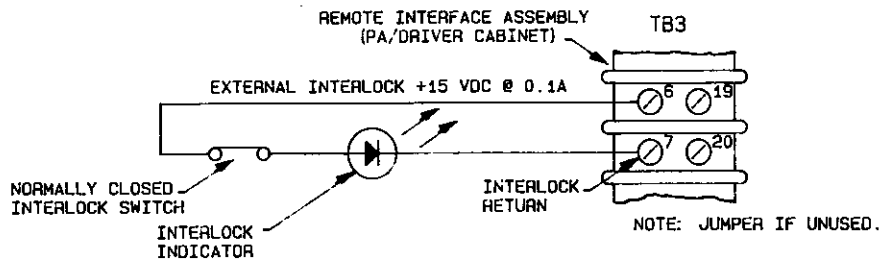 REMOTE INTERFACE ASSEMBLY
(PA/DRIVER CABINET)
TB3
EXTERNAL INTERLOCK +15 VDC @ 0.1A
6
19
7
20
NORMALLY CLOSED
INTERLOCK SWITCH
INTERLOCK
INDICATOR
INTERLOCK
RETURN
NOTE: JUMPER IF UNUSED.